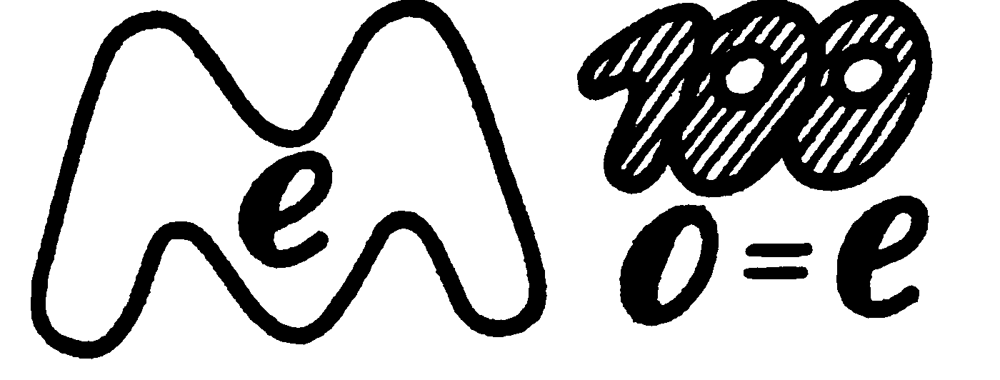 М е 100
о = е